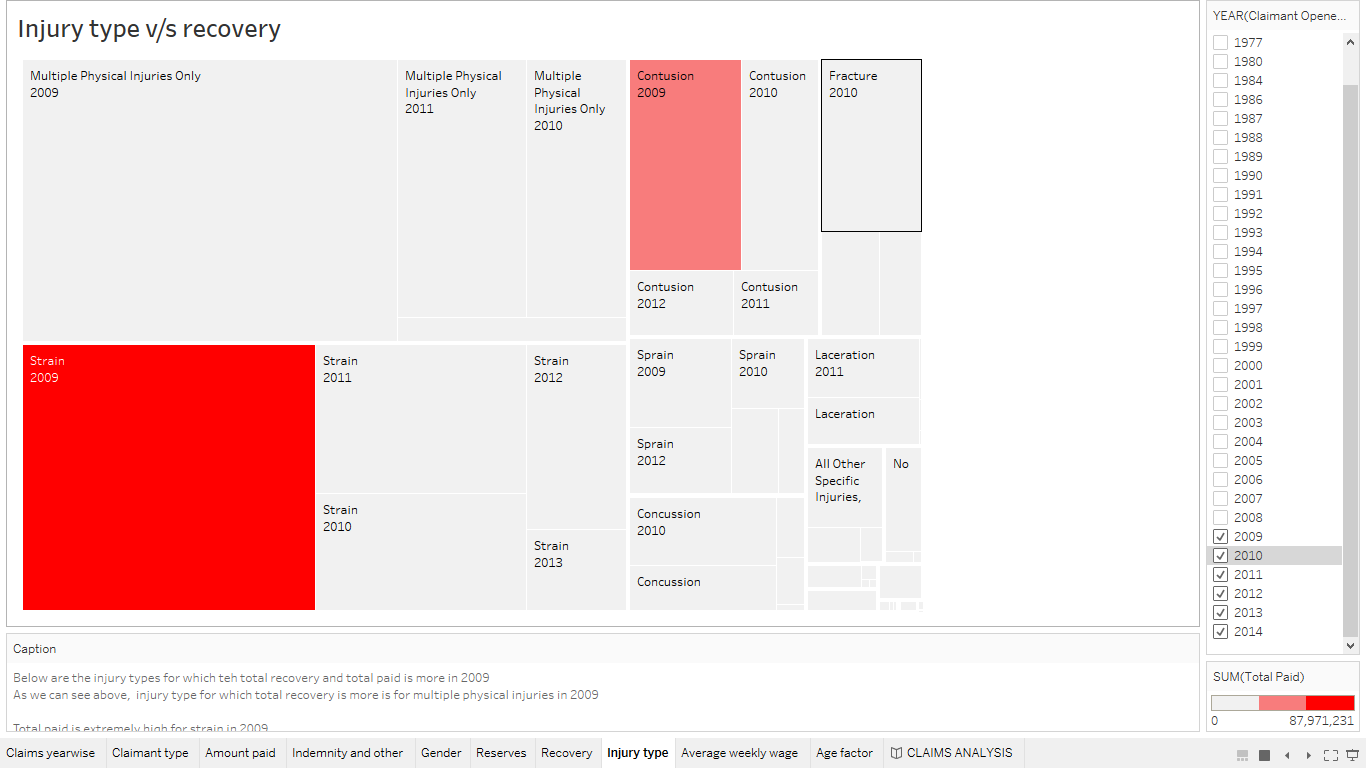 Injury type v/s recovery
Multiple Physical Injuries Only
2009
Multiple Physical
Injuries Only
2011
Multiple
Physical
Injuries Only
2010
Contusion
2009
Contusion
2010
Fracture
2010
Contusion
2012
Contusion
2011
Strain
2009
Strain
2011
Strain
2012
Strain
2010
Strain
2013
Sprain
2009
Sprain
2010
Sprain
2012
Laceration
2011
Laceration
All Other
Specific
Injuries,
No
Concussion
2010
Concussion
Caption
Below are the injury types for which teh total recovery and total paid is more in 2009
As we can see above, injury type for which total recovery is more is for multiple physical injuries in 2009
Total paid is extremely high for strain in 2009
YEAR(Claimant Opene...
1977
1980
1984
1986
1987
1988
1989
1990
1991
1992
1993
1994
1995
1996
1997
1998
1999
2000
2001
2002
2003
2004
2005
2006
2007
2008
2009
2010
2011
2012
2013
2014
SUM(Total Paid)
0 87,971,231
Claims yearwise Claimant type Amount paid Indemnity and other Gender Reserves Recovery Injury type Average weekly wage Age factor CLAIMS ANALYSIS